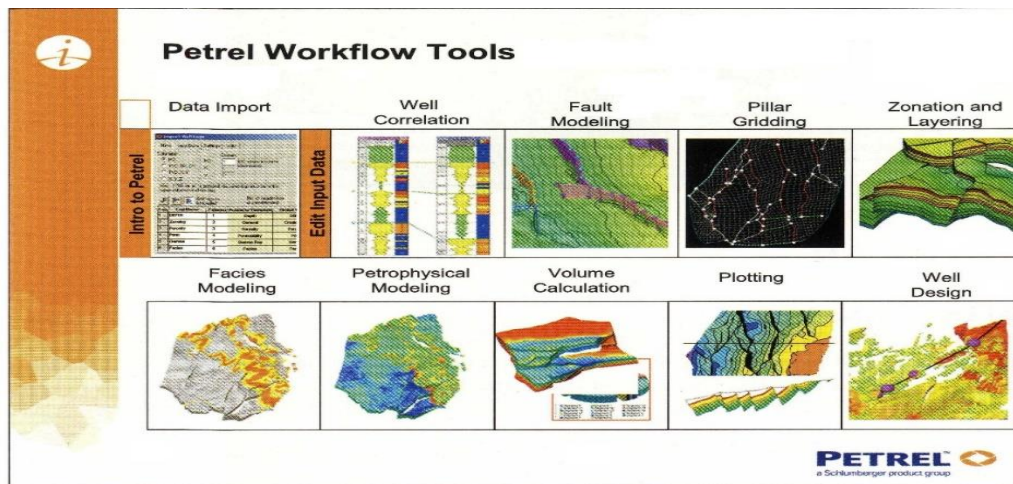 Petrel Workflow Tools
Data Import
Well
Correlation
Fault
Modeling
Pillar
Gridding
Zonation and
Layering
Intro to Petrel
Edit Input Data
Facies
Modeling
Petrophysical
Modeling
Volume
Calculation
Plotting
Well
Design
PETREL™
a Schlumberger product group